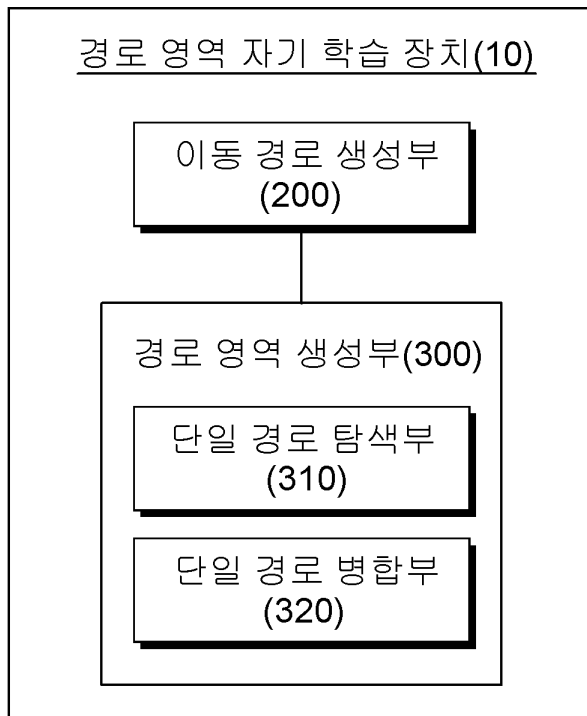 경로 영역 자기 학습 장치(10)
이동 경로 생성부
(200)
경로 영역 생성부(300)
단일 경로 탐색부
(310)
단일 경로 병합부
(320)